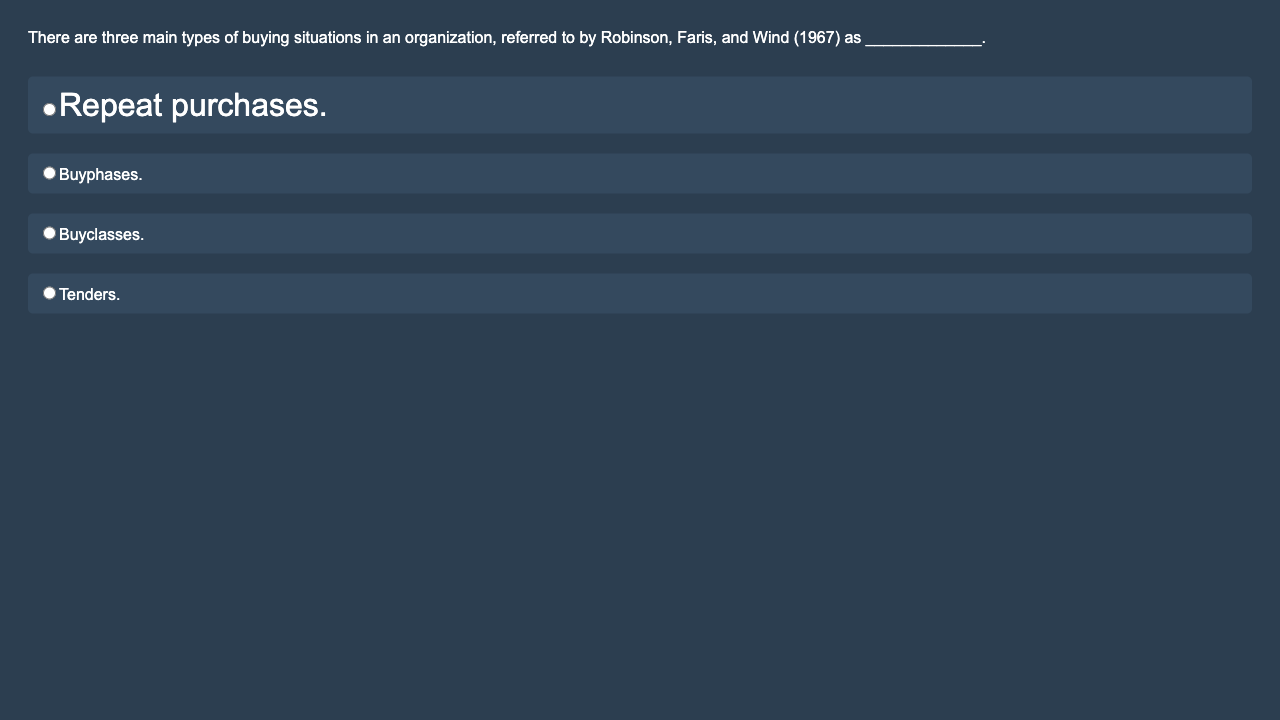 There are three main types of buying situations in an organization, referred to by Robinson, Faris, and Wind (1967) as _____________.
Repeat purchases.
Buyphases.
Buyclasses.
Tenders.